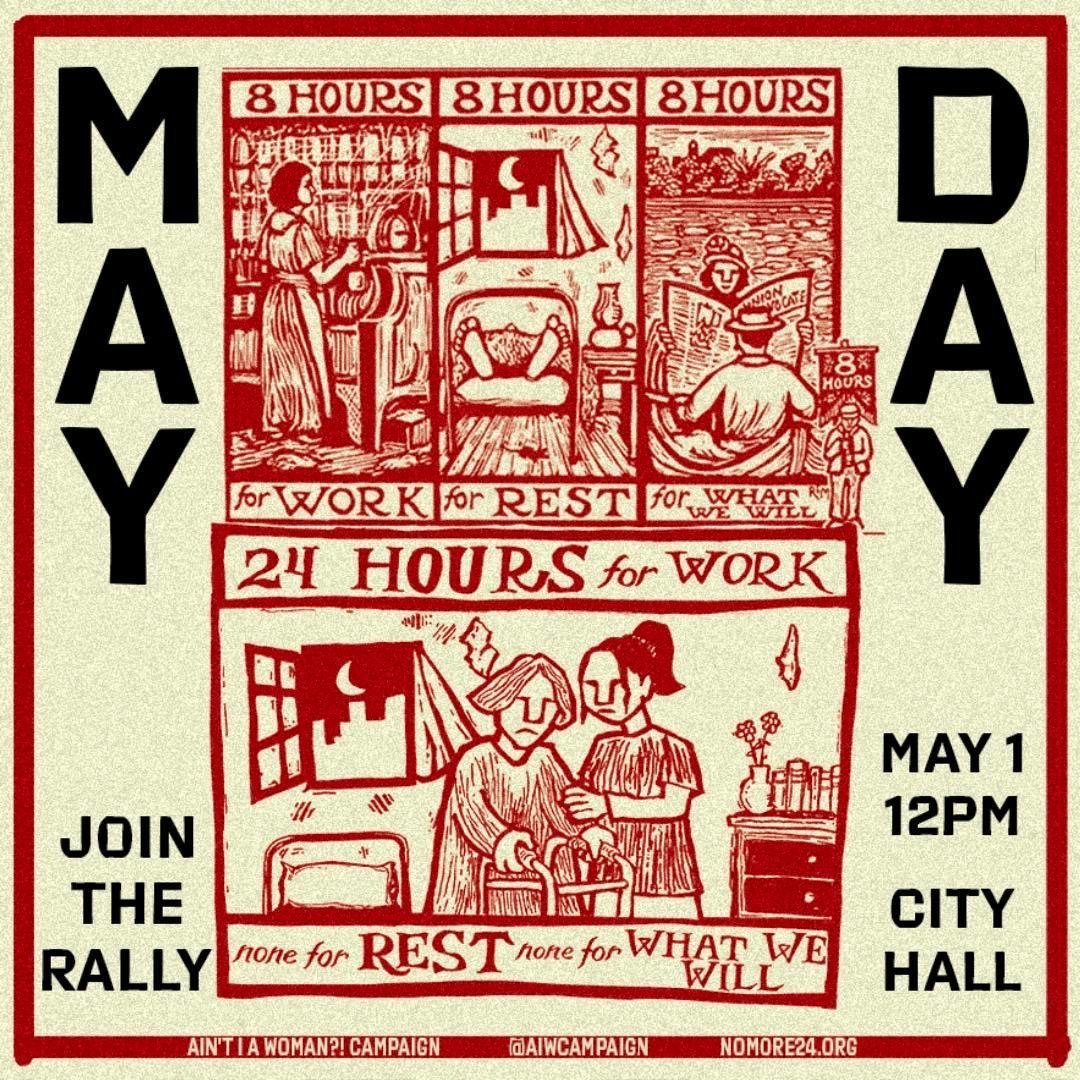 MAY
DAY
8 HOURS
8 HOURS
8 HOURS
UNION
8
HOURS
for WORK
for REST
for WHAT
WE WILL
24 HOURS for WORK
none for REST none for WHAT WE
WILL
JOIN
THE
RALLY
MAY 1
12PM
CITY
HALL
AIN'T I A WOMAN?! CAMPAIGN @AIWCAMPAIGN NOMORE24.ORG